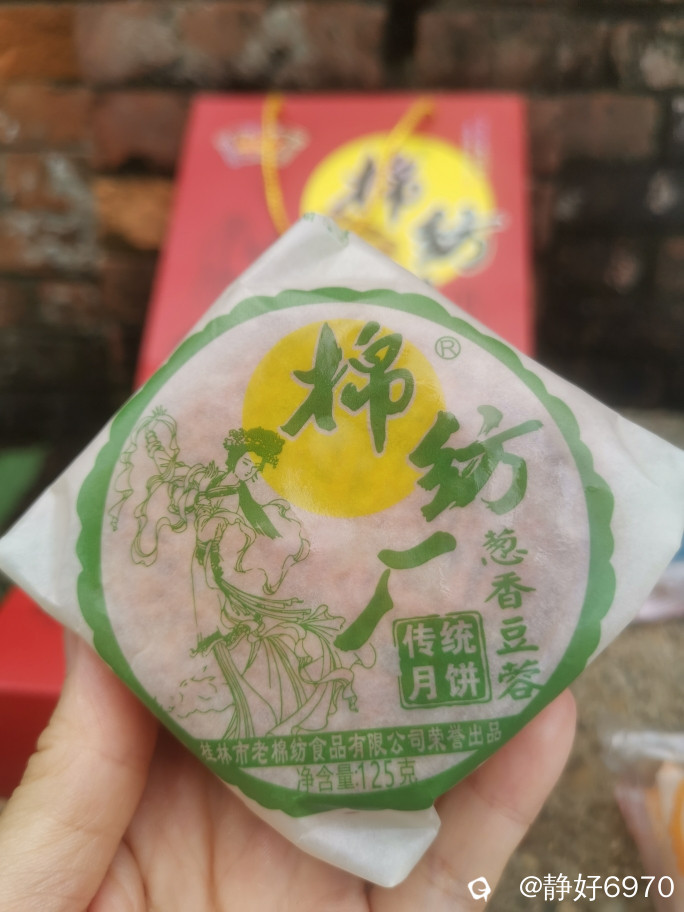 棉纺
棉纺厂
®
葱香豆蓉
传统
月饼
桂林市老棉纺食品有限公司荣誉出品
净含量:125克
@静好6970